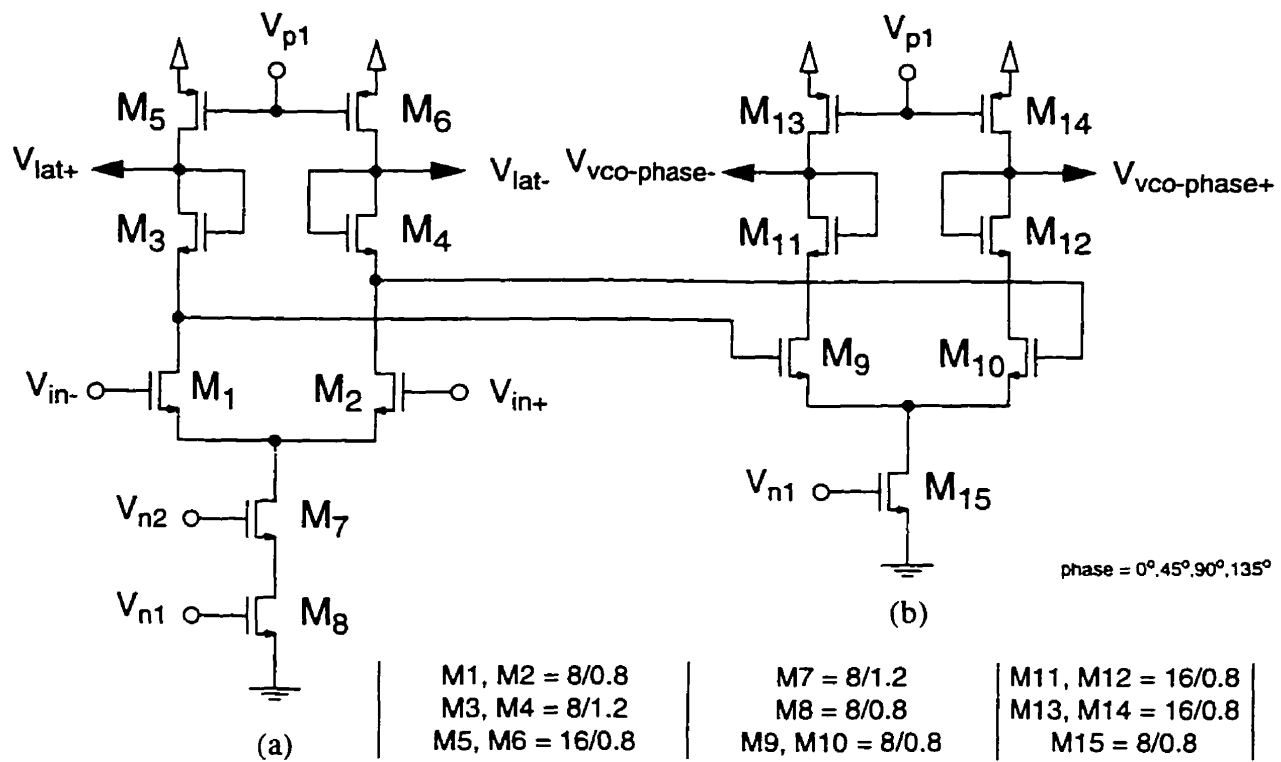 Vp1
Vp1
M5
M6
M13
M14
Vlat+
Vlat-
Vvco-phase-
Vvco-phase+
M3
M4
M11
M12
M9
M10
Vin-
M1
M2
Vin+
Vn1
M15
Vn2
M7
phase = 0°,45°,90°,135°
Vn1
M8
(b)
M1, M2 = 8/0.8
M3, M4 = 8/1.2
M5, M6 = 16/0.8
M7 = 8/1.2
M8 = 8/0.8
M9, M10 = 8/0.8
M11, M12 = 16/0.8
M13, M14 = 16/0.8
M15 = 8/0.8
(a)